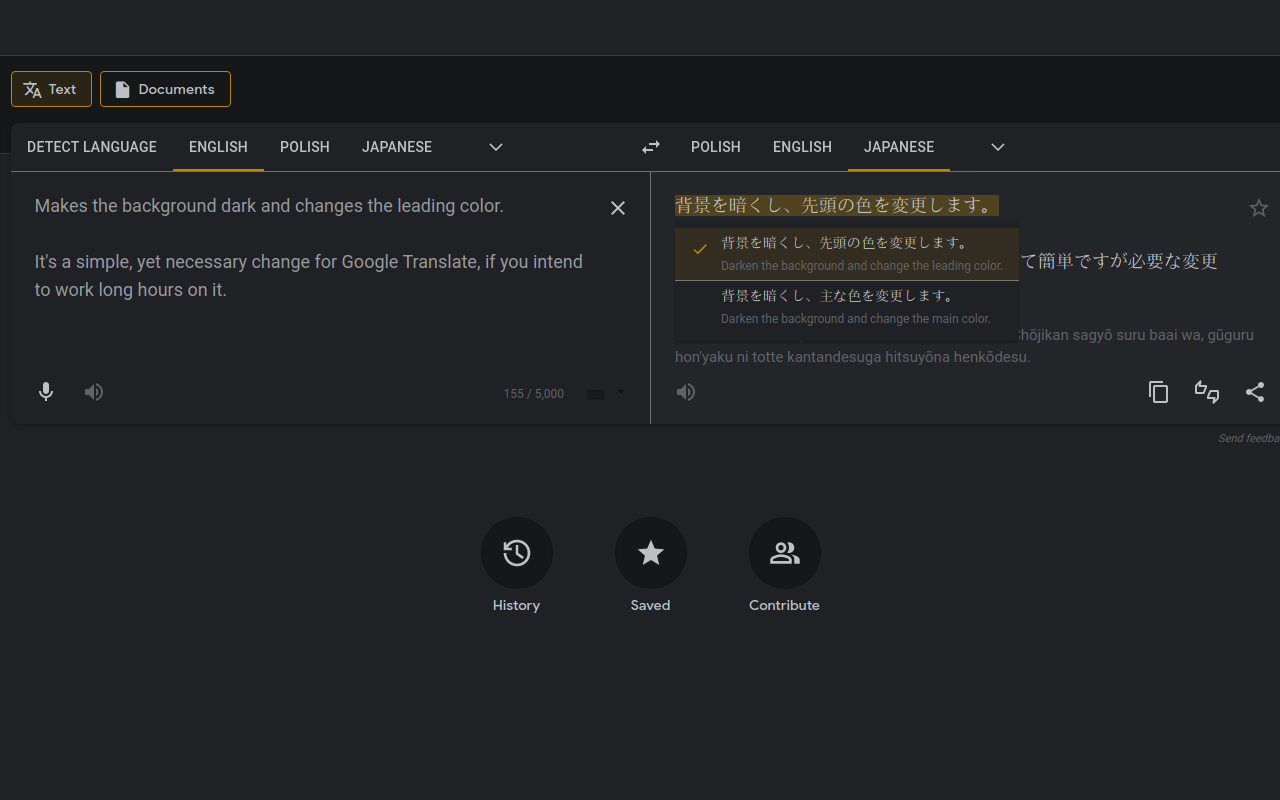 Text
Documents
DETECT LANGUAGE
ENGLISH
POLISH
JAPANESE
POLISH
ENGLISH
JAPANESE
Makes the background dark and changes the leading color.
It's a simple, yet necessary change for Google Translate, if you intend
to work long hours on it.
155 / 5,000
背景を暗くし、先頭の色を変更します。
背景を暗くし、先頭の色を変更します。
Darken the background and change the leading color.
背景を暗くし、主な色を変更します。
Darken the background and change the main color.
て簡単ですが必要な変更
hōjikan sagyō suru baai wa, gūguru
hon'yaku ni totte kantandesuga hitsuyōna henkōdesu.
Send feedba
History
Saved
Contribute